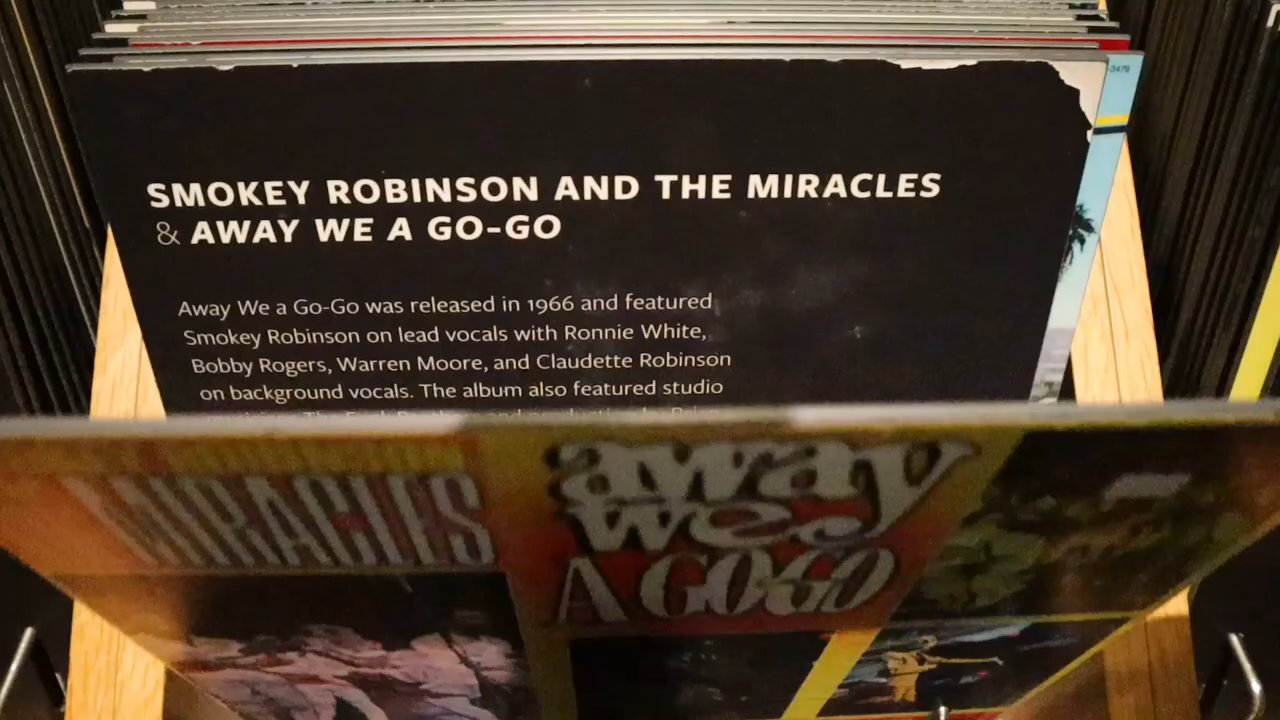 -3479
SMOKEY ROBINSON AND THE MIRACLES
& AWAY WE A GO-GO
Away We a Go-Go was released in 1966 and featured
Smokey Robinson on lead vocals with Ronnie White,
Bobby Rogers, Warren Moore, and Claudette Robinson
on background vocals. The album also featured studio
MIRACLES
away
we
A GOGO